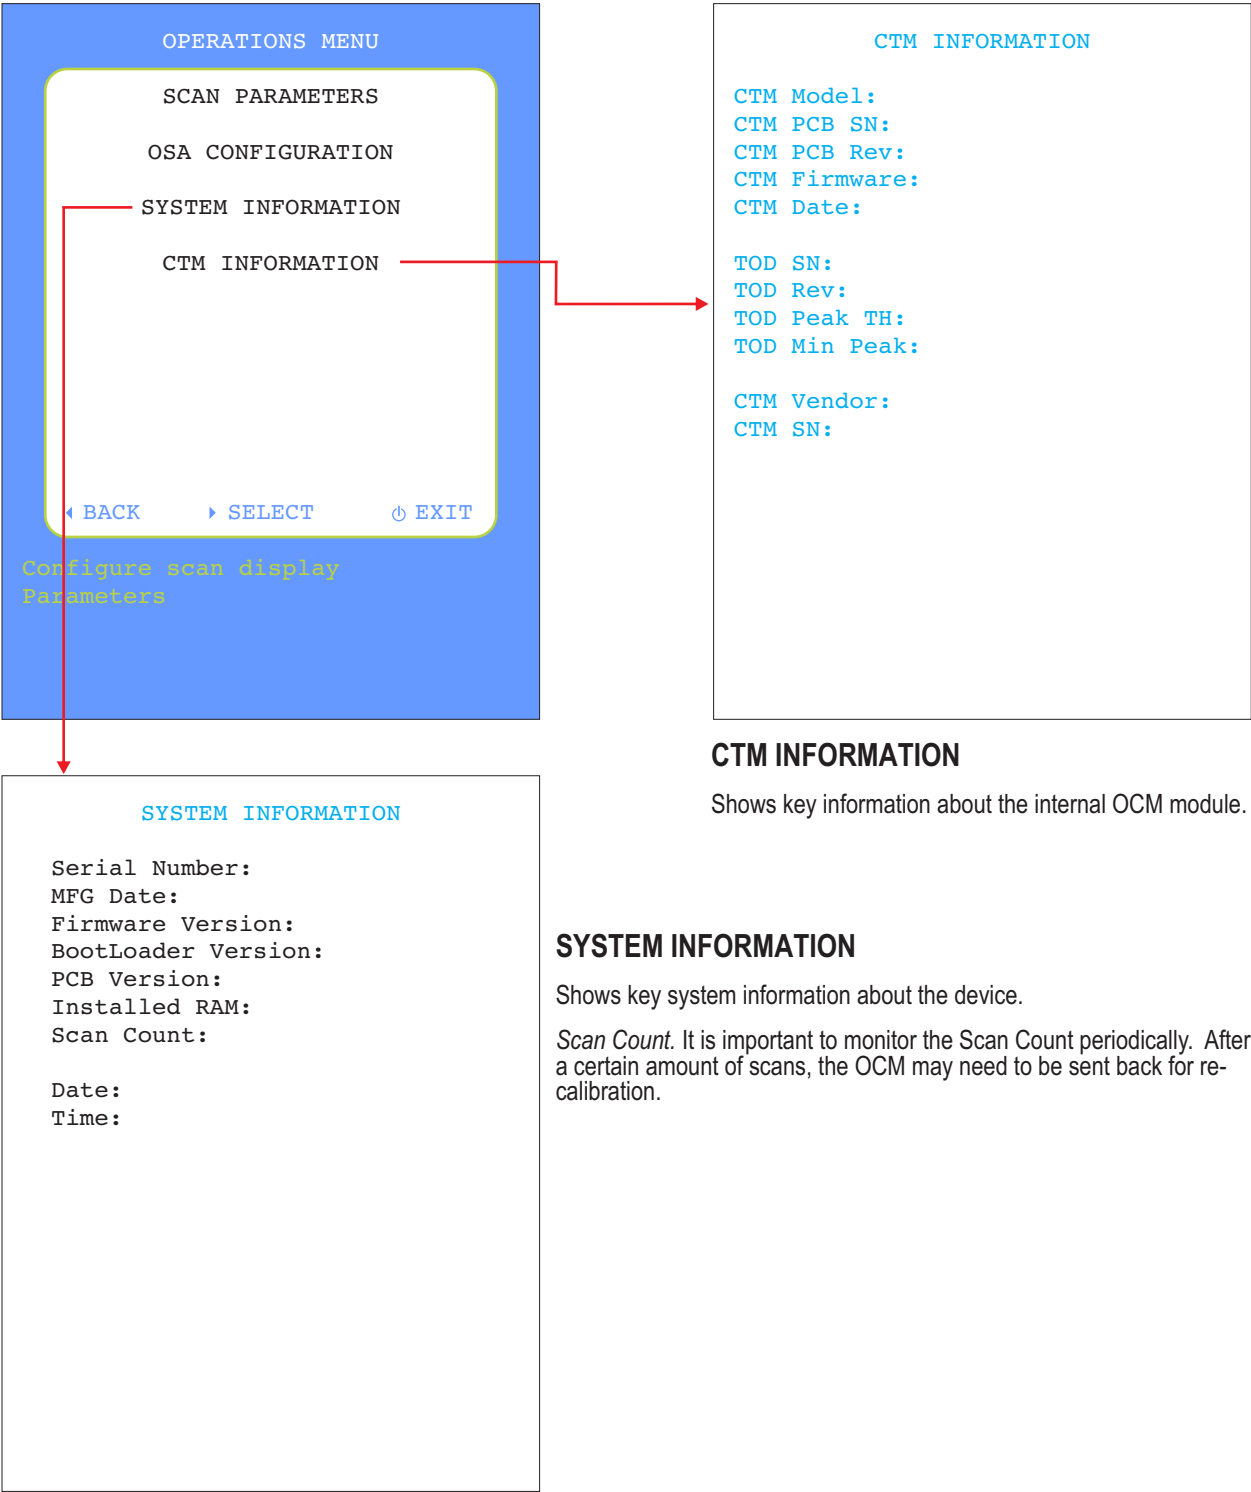 OPERATIONS MENU
SCAN PARAMETERS
OSA CONFIGURATION
SYSTEM INFORMATION
CTM INFORMATION
BACK SELECT EXIT
Configure scan display
Parameters
CTM INFORMATION
CTM Model:
CTM PCB SN:
CTM PCB Rev:
CTM Firmware:
CTM Date:
TOD SN:
TOD Rev:
TOD Peak TH:
TOD Min Peak:
CTM Vendor:
CTM SN:
CTM INFORMATION
Shows key information about the internal OCM module.
SYSTEM INFORMATION
Serial Number:
MFG Date:
Firmware Version:
BootLoader Version:
PCB Version:
Installed RAM:
Scan Count:
Date:
Time:
SYSTEM INFORMATION
Shows key system information about the device.
Scan Count. It is important to monitor the Scan Count periodically. After
a certain amount of scans, the OCM may need to be sent back for re-
calibration.